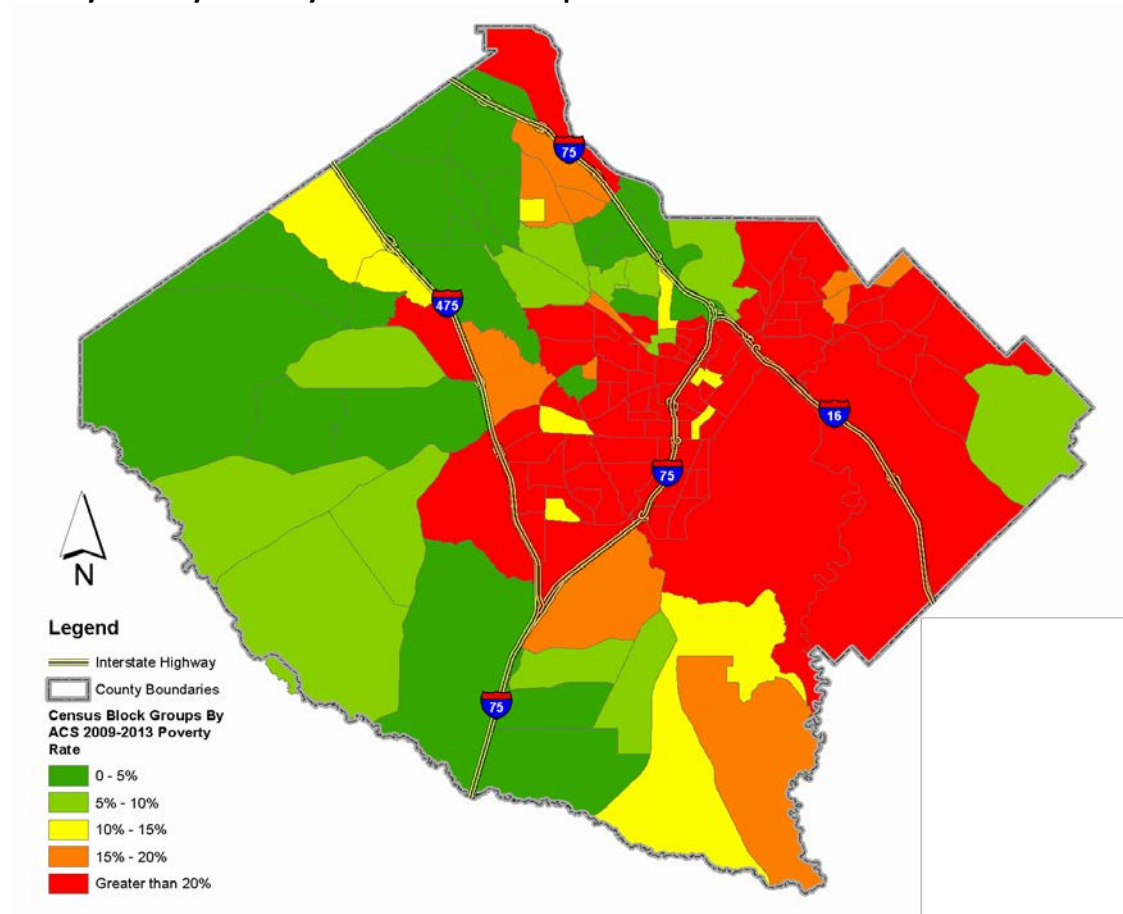 75
475
16
75
75
N
Legend
Interstate Highway
County Boundaries
Census Block Groups By
ACS 2009-2013 Poverty
Rate
0 - 5%
5% - 10%
10% - 15%
15% - 20%
Greater than 20%